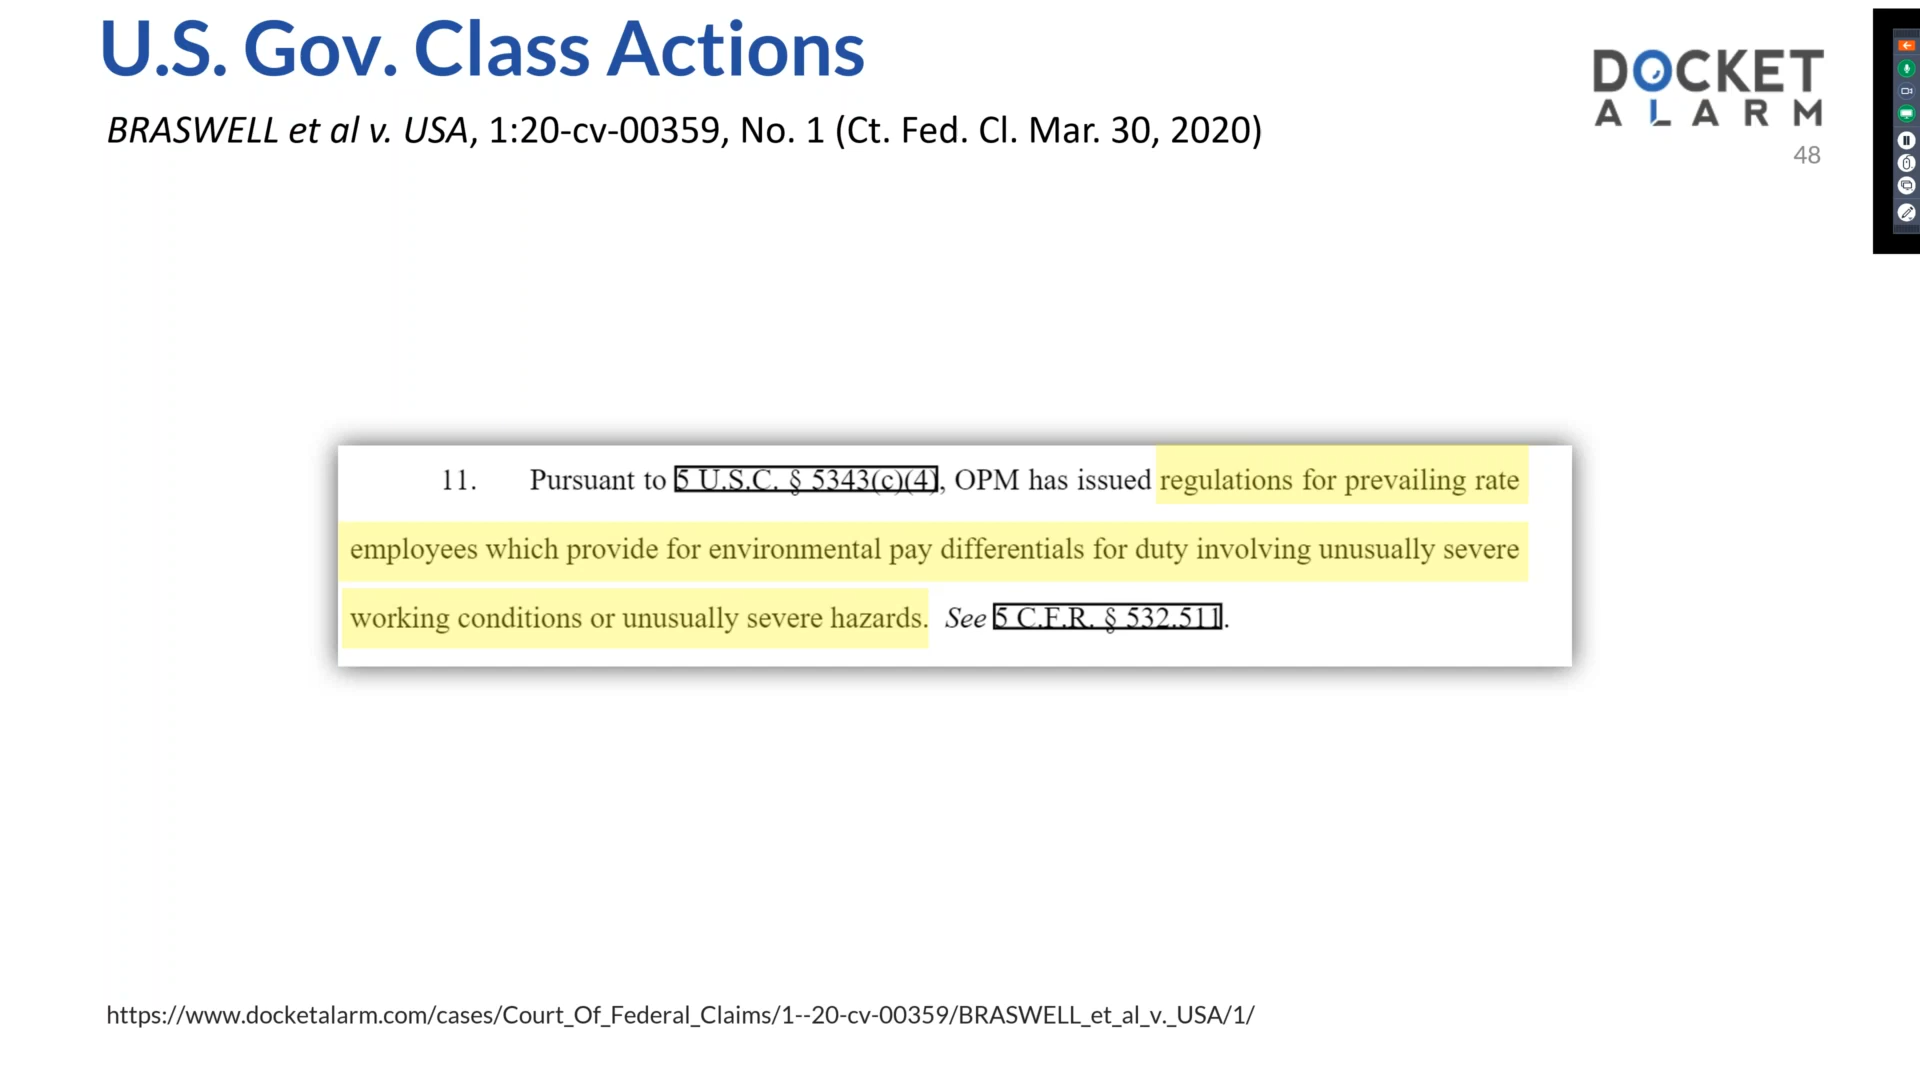 U.S. Gov. Class Actions
DOCKET
ALARM
BRASWELL et al v. USA, 1:20-cv-00359, No. 1 (Ct. Fed. Cl. Mar. 30, 2020)
48
11. Pursuant to 5 U.S.C. § 5343(c)(4), OPM has issued regulations for prevailing rate
employees which provide for environmental pay differentials for duty involving unusually severe
working conditions or unusually severe hazards. See 5 C.F.R. § 532.511.
https://www.docketalarm.com/cases/Court_Of_Federal_Claims/1--20-cv-00359/BRASWELL_et_al_v._USA/1/